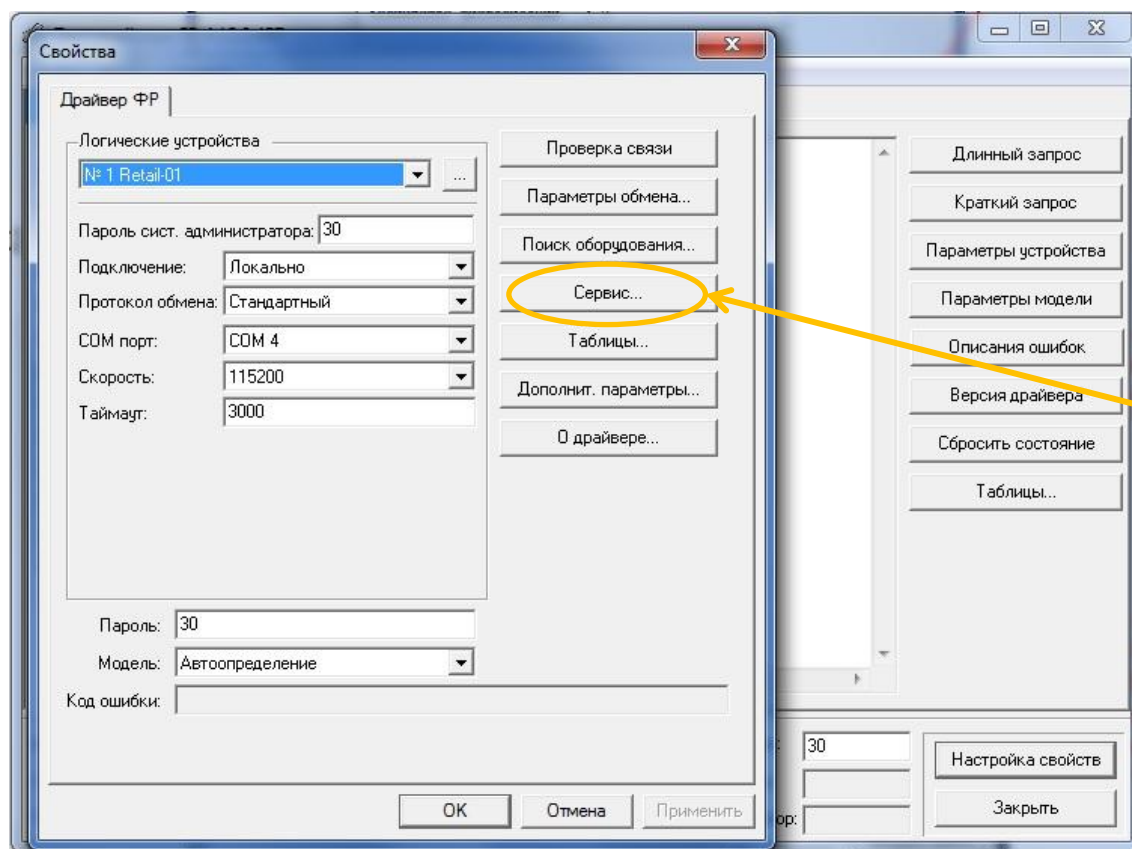 Свойства
Драйвер ФР
Логические устройства
№ 1 Retail-01
...
Пароль сист. администратора: 30
Подключение: Локально
Протокол обмена: Стандартный
COM порт: COM 4
Скорость: 115200
Таймаут: 3000
Проверка связи
Параметры обмена...
Поиск оборудования...
Сервис...
Таблицы...
Дополнит. параметры...
О драйвере...
Пароль: 30
Модель: Автоопределение
Код ошибки:
OK
Отмена
Применить
Длинный запрос
Краткий запрос
Параметры устройства
Параметры модели
Описания ошибок
Версия драйвера
Сбросить состояние
Таблицы...
30
ор:
Настройка свойств
Закрыть